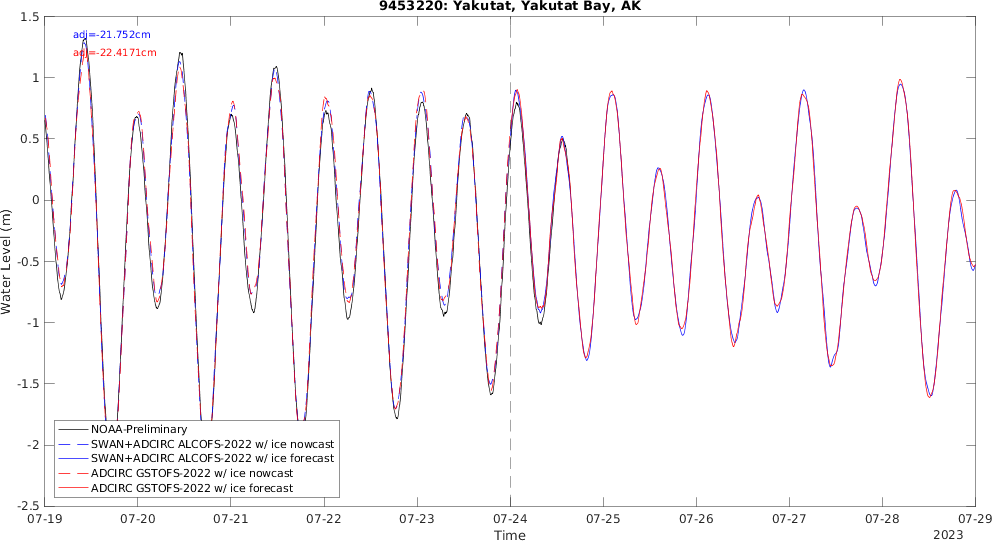 9453220: Yakutat, Yakutat Bay, AK
adj=-21.752cm
adj=-22.4171cm
1.5
1
0.5
0
-0.5
-1
-1.5
-2
-2.5
Water Level (m)
NOAA-Preliminary
SWAN+ADCIRC ALCOFS-2022 w/ ice nowcast
SWAN+ADCIRC ALCOFS-2022 w/ ice forecast
ADCIRC GSTOFS-2022 w/ ice nowcast
ADCIRC GSTOFS-2022 w/ ice forecast
07-19 07-20 07-21 07-22 07-23 07-24 07-25 07-26 07-27 07-28 07-29
Time
2023